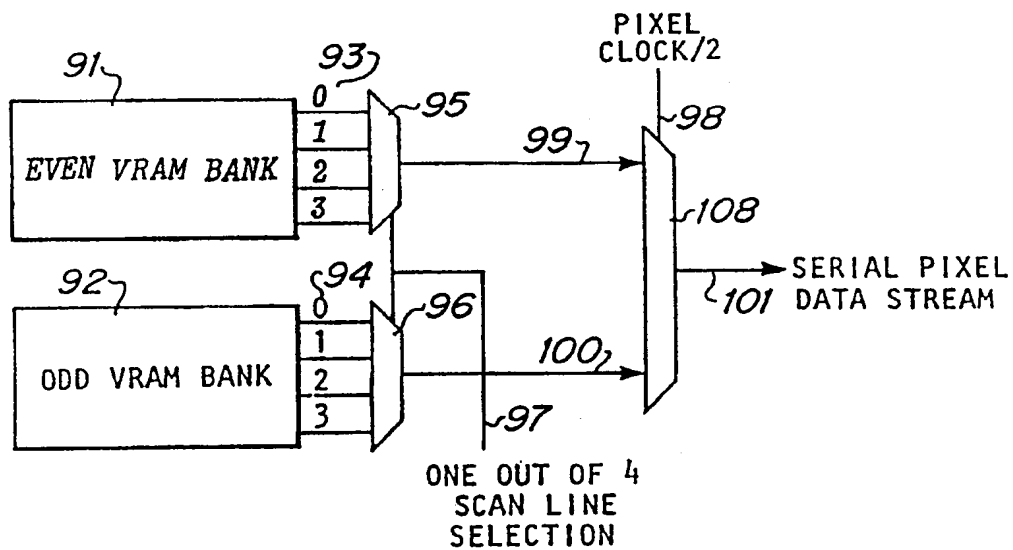 PIXEL
CLOCK/2
91
93
0
1
2
3
95
98
EVEN VRAM BANK
99
108
92
94
0
1
2
3
96
SERIAL PIXEL
DATA STREAM
101
ODD VRAM BANK
100
97
ONE OUT OF 4
SCAN LINE
SELECTION